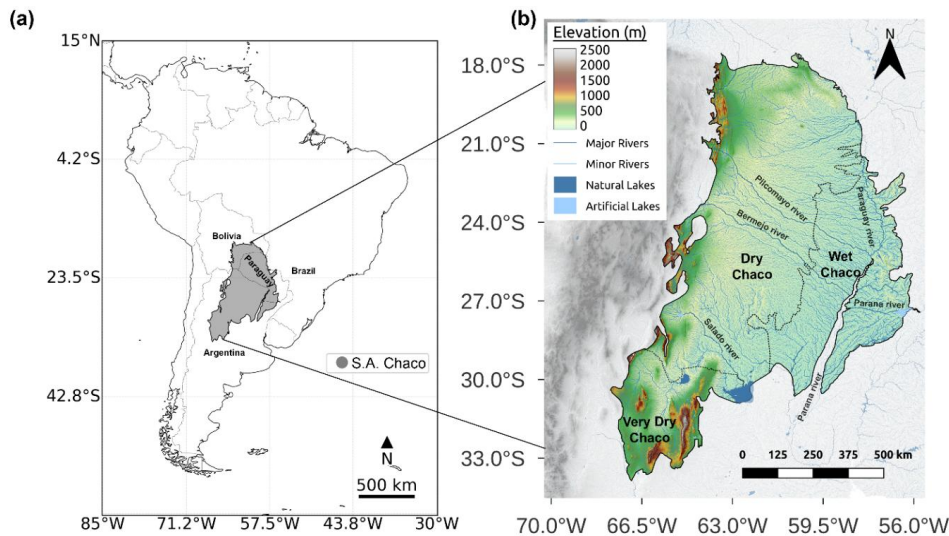 (a)
15°N
4.2°S
23.5°S
42.8°S
85°W
71.2°W
57.5°W
43.8°W
30°W
Bolivia
Paraguay
Brazil
Argentina
S.A. Chaco
N
500 km
(b)
Elevation (m)
2500
2000
1500
1000
500
0
Major Rivers
Minor Rivers
Natural Lakes
Artificial Lakes
N
18.0°S
21.0°S
24.0°S
27.0°S
30.0°S
33.0°S
70.0°W
66.5°W
63.0°W
59.5°W
56.0°W
Pilcomayo river
Bermejo river
Paraguay river
Dry
Chaco
Wet
Chaco
Parana river
Salado river
Parana river
Very Dry
Chaco
0
125
250
375
500 km